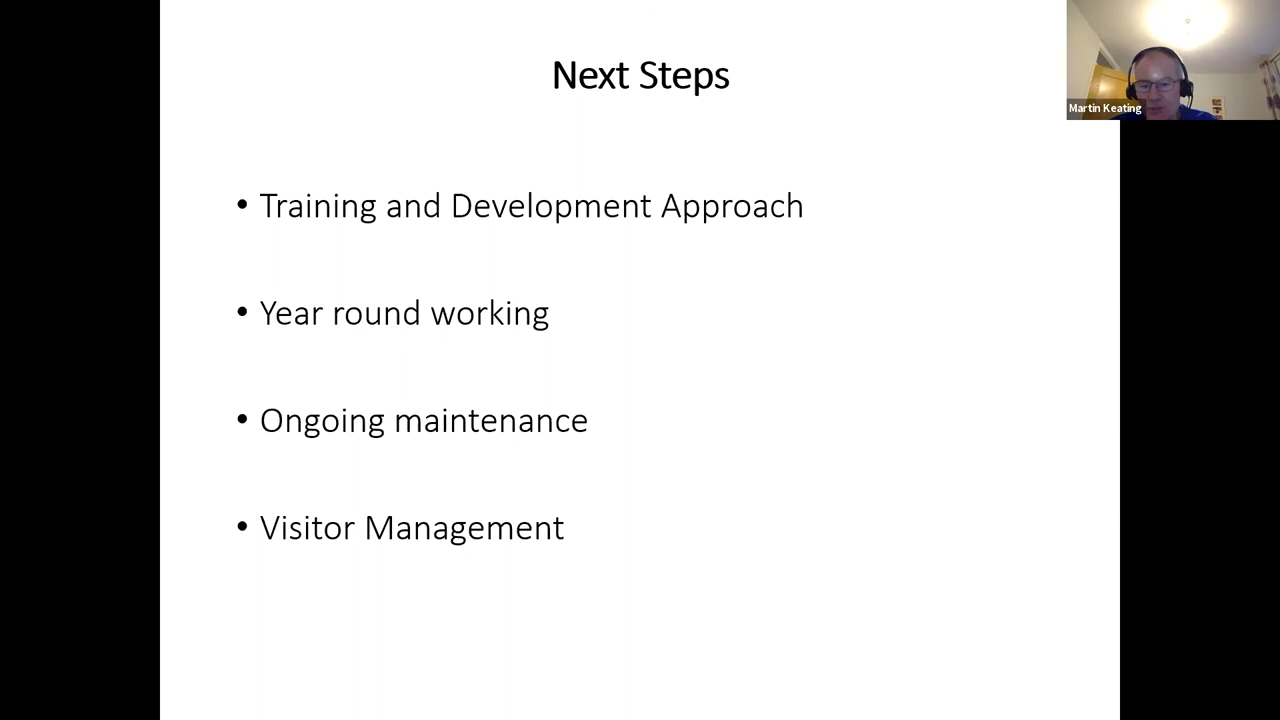 Next Steps
Martin Keating
• Training and Development Approach
• Year round working
• Ongoing maintenance
• Visitor Management